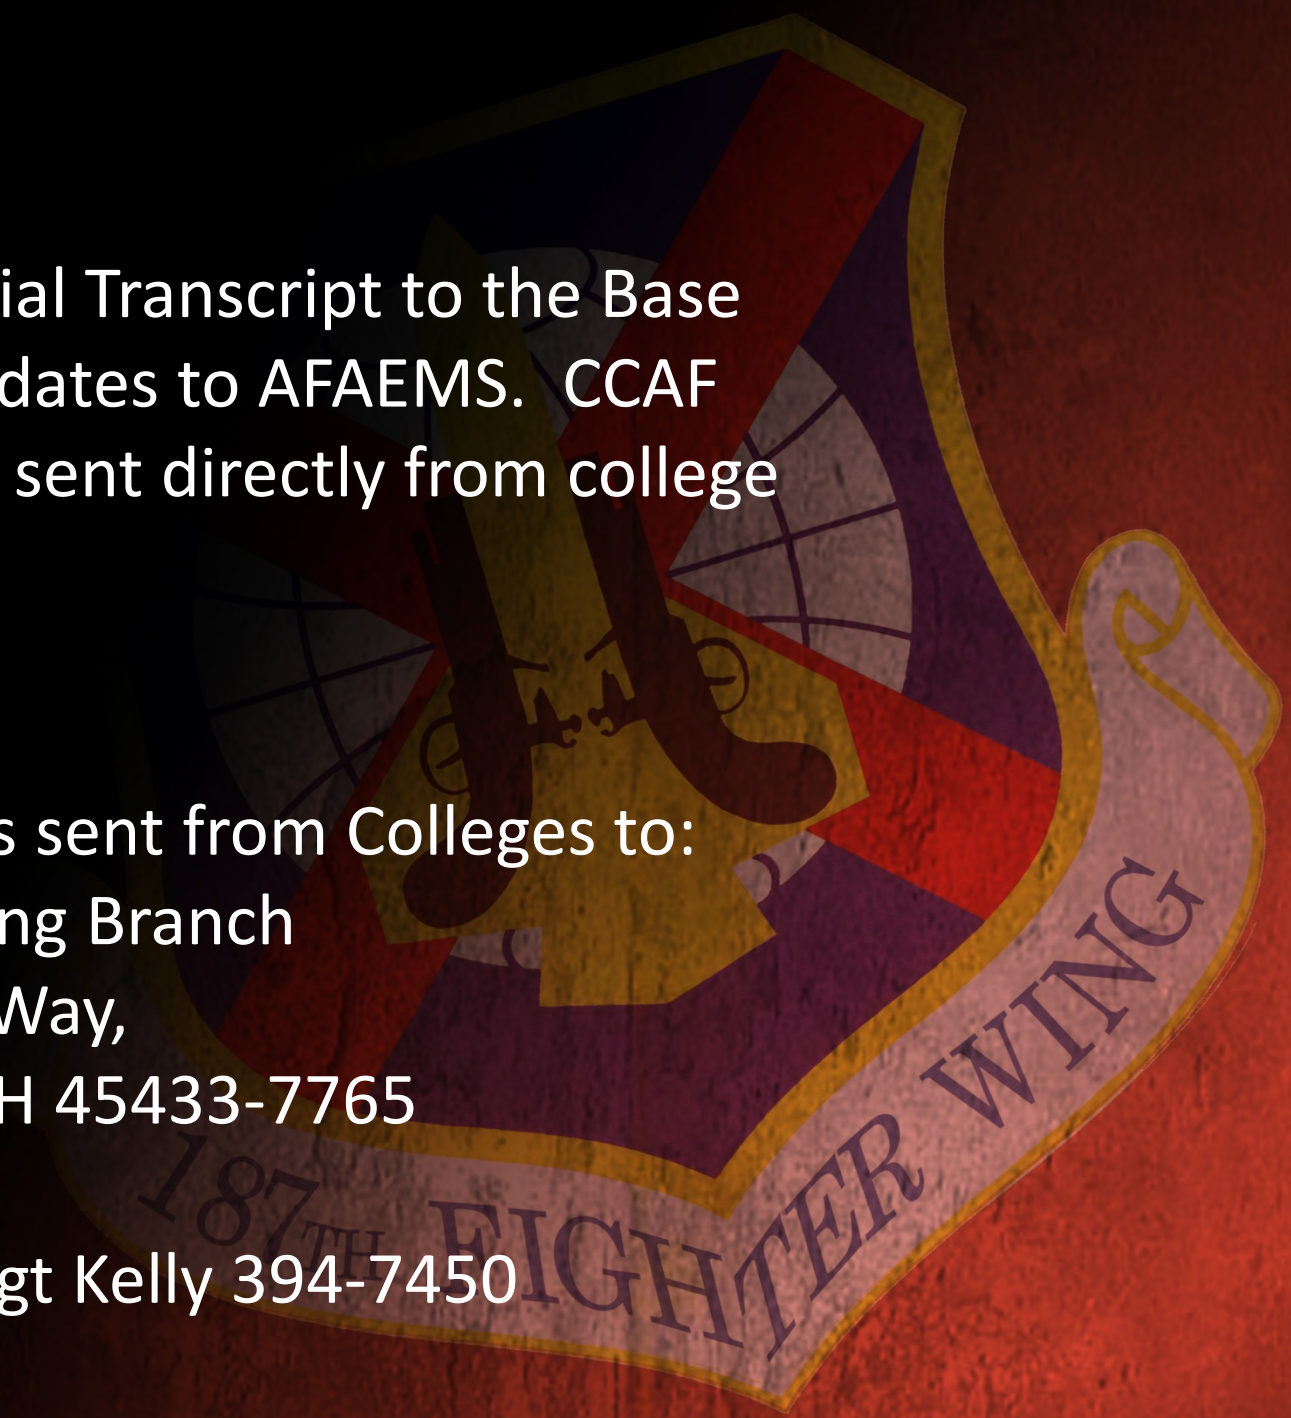 ial Transcript to the Base
dates to AFAEMS.  CCAF
sent directly from college
s sent from Colleges to:
ng Branch
Way,
H 45433-7765
gt Kelly 394-7450
187TH FIGHTER WING